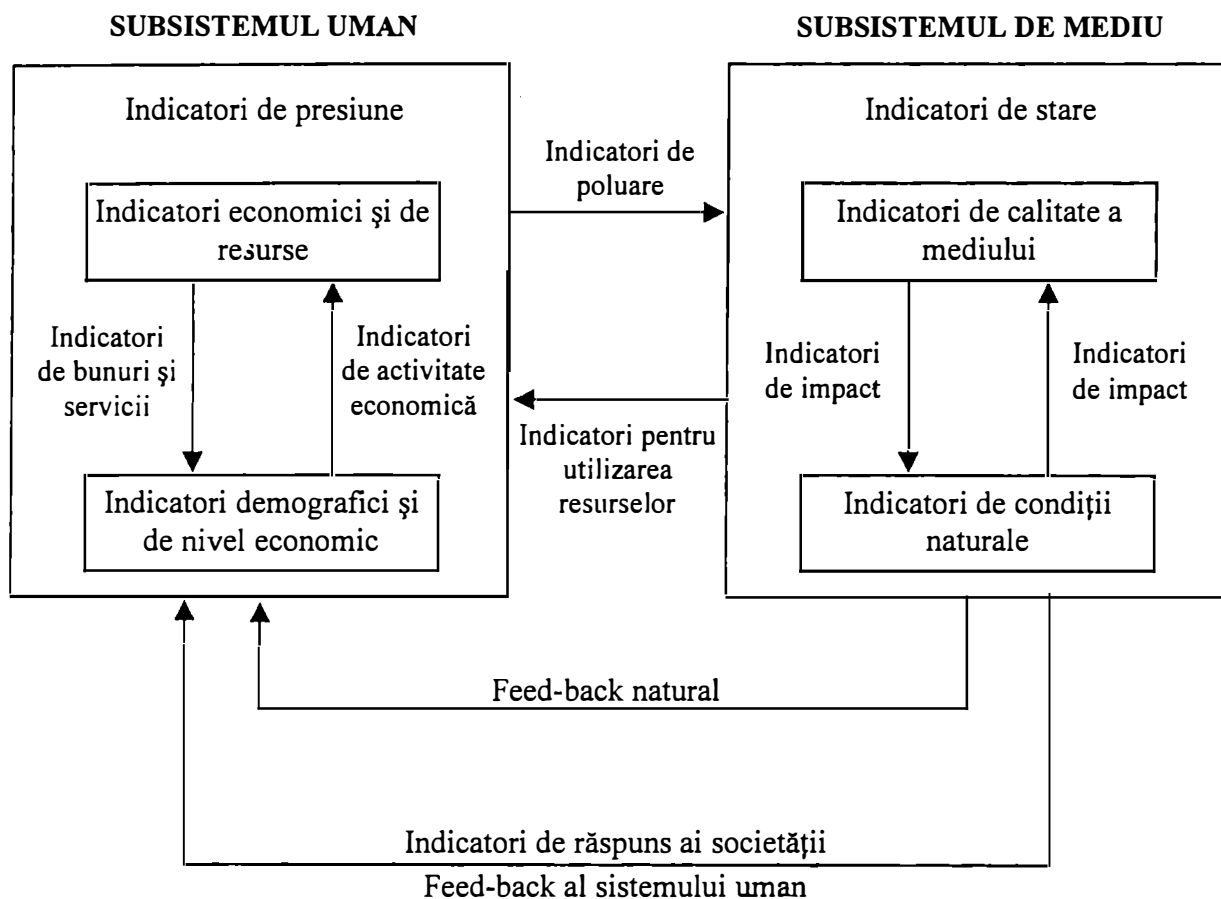 SUBSISTEMUL UMAN
Indicatori de presiune
Indicatori economici şi de
resurse
Indicatori
de bunuri şi
servicii
Indicatori
de activitate
economică
Indicatori demografici şi
de nivel economic
Indicatori de
poluare
Indicatori pentru
utilizarea
resurselor
SUBSISTEMUL DE MEDIU
Indicatori de stare
Indicatori de calitate a
mediului
Indicatori
de impact
Indicatori
de impact
Indicatori de condiţii
naturale
Feed-back natural
Indicatori de răspuns ai societăţii
Feed-back al sistemului uman